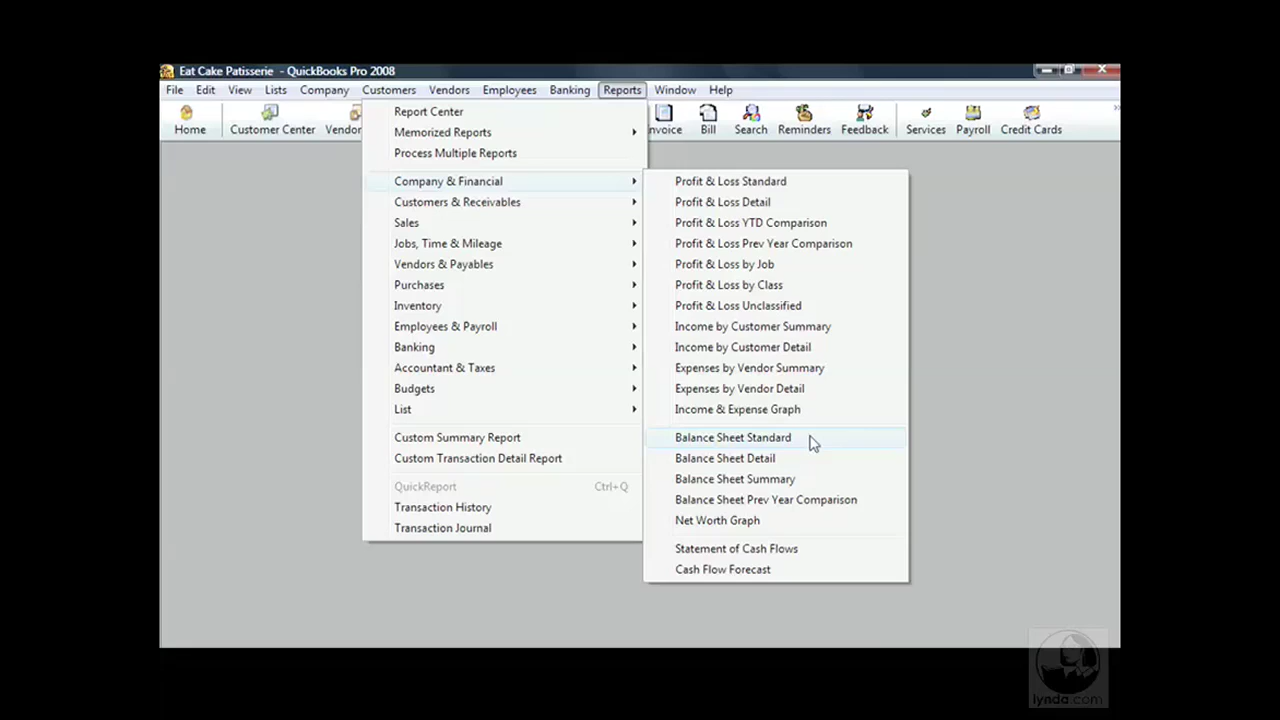 Eat Cake Patisserie - QuickBooks Pro 2008
File Edit View Lists Company Customers Vendors Employees Banking Reports Window Help
Home Customer Center Vendor nvoice Bill Search Reminders Feedback Services Payroll Credit Cards
Report Center
Memorized Reports
Process Multiple Reports
Company & Financial
Customers & Receivables
Sales
Jobs, Time & Mileage
Vendors & Payables
Purchases
Inventory
Employees & Payroll
Banking
Accountant & Taxes
Budgets
List
Custom Summary Report
Custom Transaction Detail Report
QuickReport Ctrl+Q
Transaction History
Transaction Journal
Profit & Loss Standard
Profit & Loss Detail
Profit & Loss YTD Comparison
Profit & Loss Prev Year Comparison
Profit & Loss by Job
Profit & Loss by Class
Profit & Loss Unclassified
Income by Customer Summary
Income by Customer Detail
Expenses by Vendor Summary
Expenses by Vendor Detail
Income & Expense Graph
Balance Sheet Standard
Balance Sheet Detail
Balance Sheet Summary
Balance Sheet Prev Year Comparison
Net Worth Graph
Statement of Cash Flows
Cash Flow Forecast
lynda.com